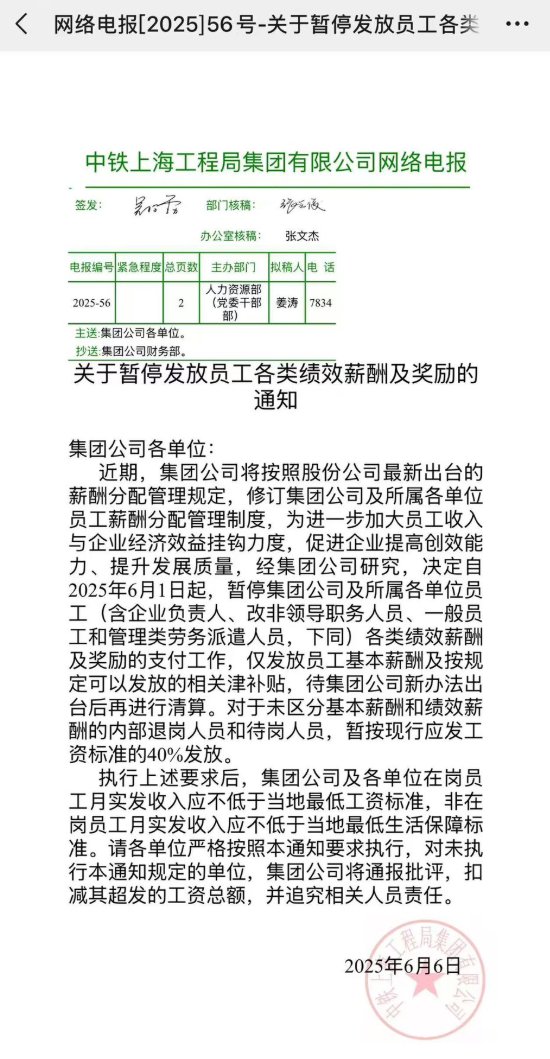 网络电报[2025]56号-关于暂停发放员工各类
中铁上海工程局集团有限公司网络电报
签发： 部门核稿：
办公室核稿： 张文杰
电报编号 紧急程度 总页数 主办部门 拟稿人 电 话
2025-56 2 人力资源部（党委干部部） 姜涛 7834
主送:集团公司各单位。
抄送:集团公司财务部。
关于暂停发放员工各类绩效薪酬及奖励的
通知
集团公司各单位：
近期，集团公司将按照股份公司最新出台的
薪酬分配管理规定，修订集团公司及所属各单位
员工薪酬分配管理制度，为进一步加大员工收入
与企业经济效益挂钩力度，促进企业提高创效能
力、提升发展质量，经集团公司研究，决定自
2025年6月1日起，暂停集团公司及所属各单位员
工（含企业负责人、改非领导职务人员、一般员
工和管理类劳务派遣人员，下同）各类绩效薪酬
及奖励的支付工作，仅发放员工基本薪酬及按规
定可以发放的相关津补贴，待集团公司新办法出
台后再进行清算。对于未区分基本薪酬和绩效薪
酬的内部退岗人员和待岗人员，暂按现行应发工
资标准的40%发放。
执行上述要求后，集团公司及各单位在岗员
工月实发收入应不低于当地最低工资标准，非在
岗员工月实发收入应不低于当地最低生活保障标
准。请各单位严格按照本通知要求执行，对未执
行本通知规定的单位，集团公司将通报批评，扣
减其超发的工资总额，并追究相关人员责任。
2025年6月6日
中铁上海工程局集团有限公司